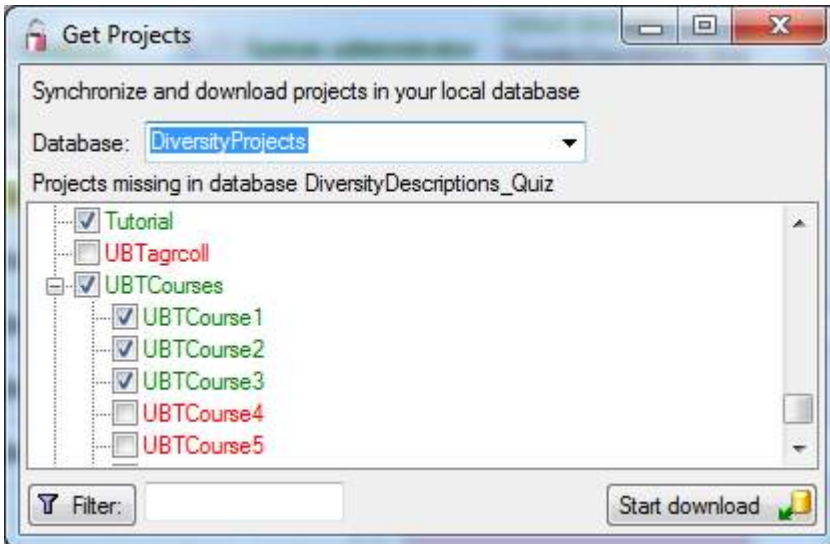 Get Projects
Synchronize and download projects in your local database
Database: DiversityProjects
Projects missing in database DiversityDescriptions_Quiz
Tutorial
UBTagrcoll
UBTCourses
UBTCourse1
UBTCourse2
UBTCourse3
UBTCourse4
UBTCourse5
Filter: Start download